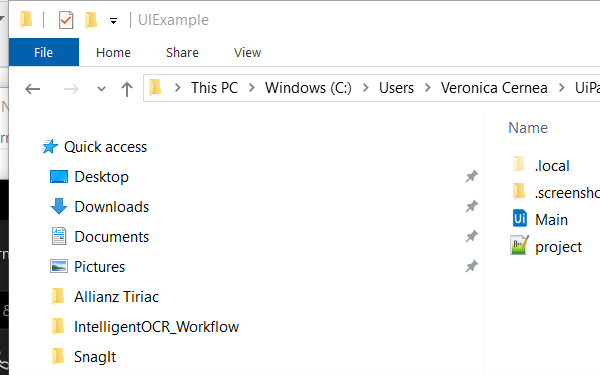 UIExample
File Home Share View
This PC > Windows (C:) > Users > Veronica Cernea > UiPa
Name
Quick access
.local
Desktop
.screensho
Downloads
Main
Documents
project
Pictures
Allianz Tiriac
IntelligentOCR_Workflow
SnagIt